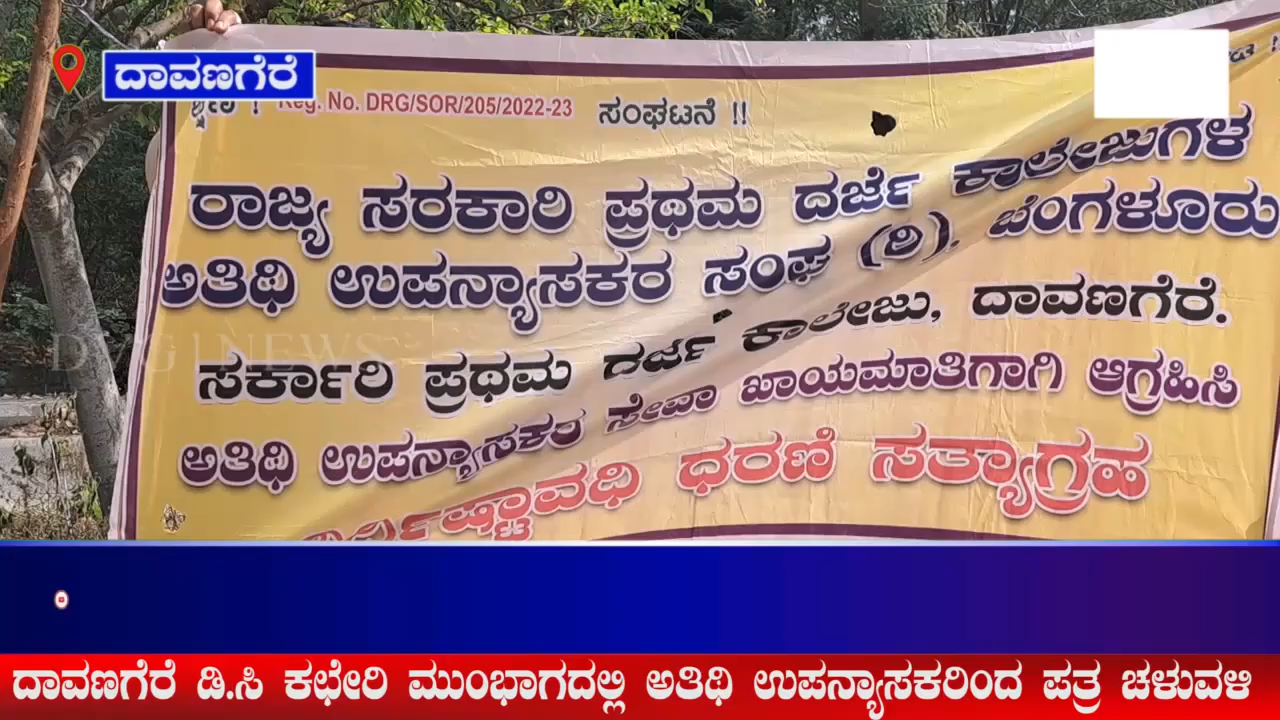 ದಾವಣಗೆರೆ
Reg. No. DRG/SOR/205/2022-23 ಸಂಘಟನೆ !!
ರಾಜ್ಯ ಸರಕಾರಿ ಪ್ರಥಮ ದರ್ಜೆ ಕಾಲೇಜುಗಳ
ಅತಿಥಿ ಉಪನ್ಯಾಸಕರ ಸಂಘ (ರಿ), ಬೆಂಗಳೂರು
ಸರ್ಕಾರಿ ಪ್ರಥಮ ದರ್ಜೆ ಕಾಲೇಜು, ದಾವಣಗೆರೆ.
ಅತಿಥಿ ಉಪನ್ಯಾಸಕರ ಸೇವಾ ಖಾಯಮಾತಿಗಾಗಿ ಆಗ್ರಹಿಸಿ
ಧರಣಿ ಸತ್ಯಾಗ್ರಹ
DVG1NEWS
ದಾವಣಗೆರೆ ಡಿ.ಸಿ ಕಛೇರಿ ಮುಂಭಾಗದಲ್ಲಿ ಅತಿಥಿ ಉಪನ್ಯಾಸಕರಿಂದ ಪತ್ರ ಚಳುವಳಿ